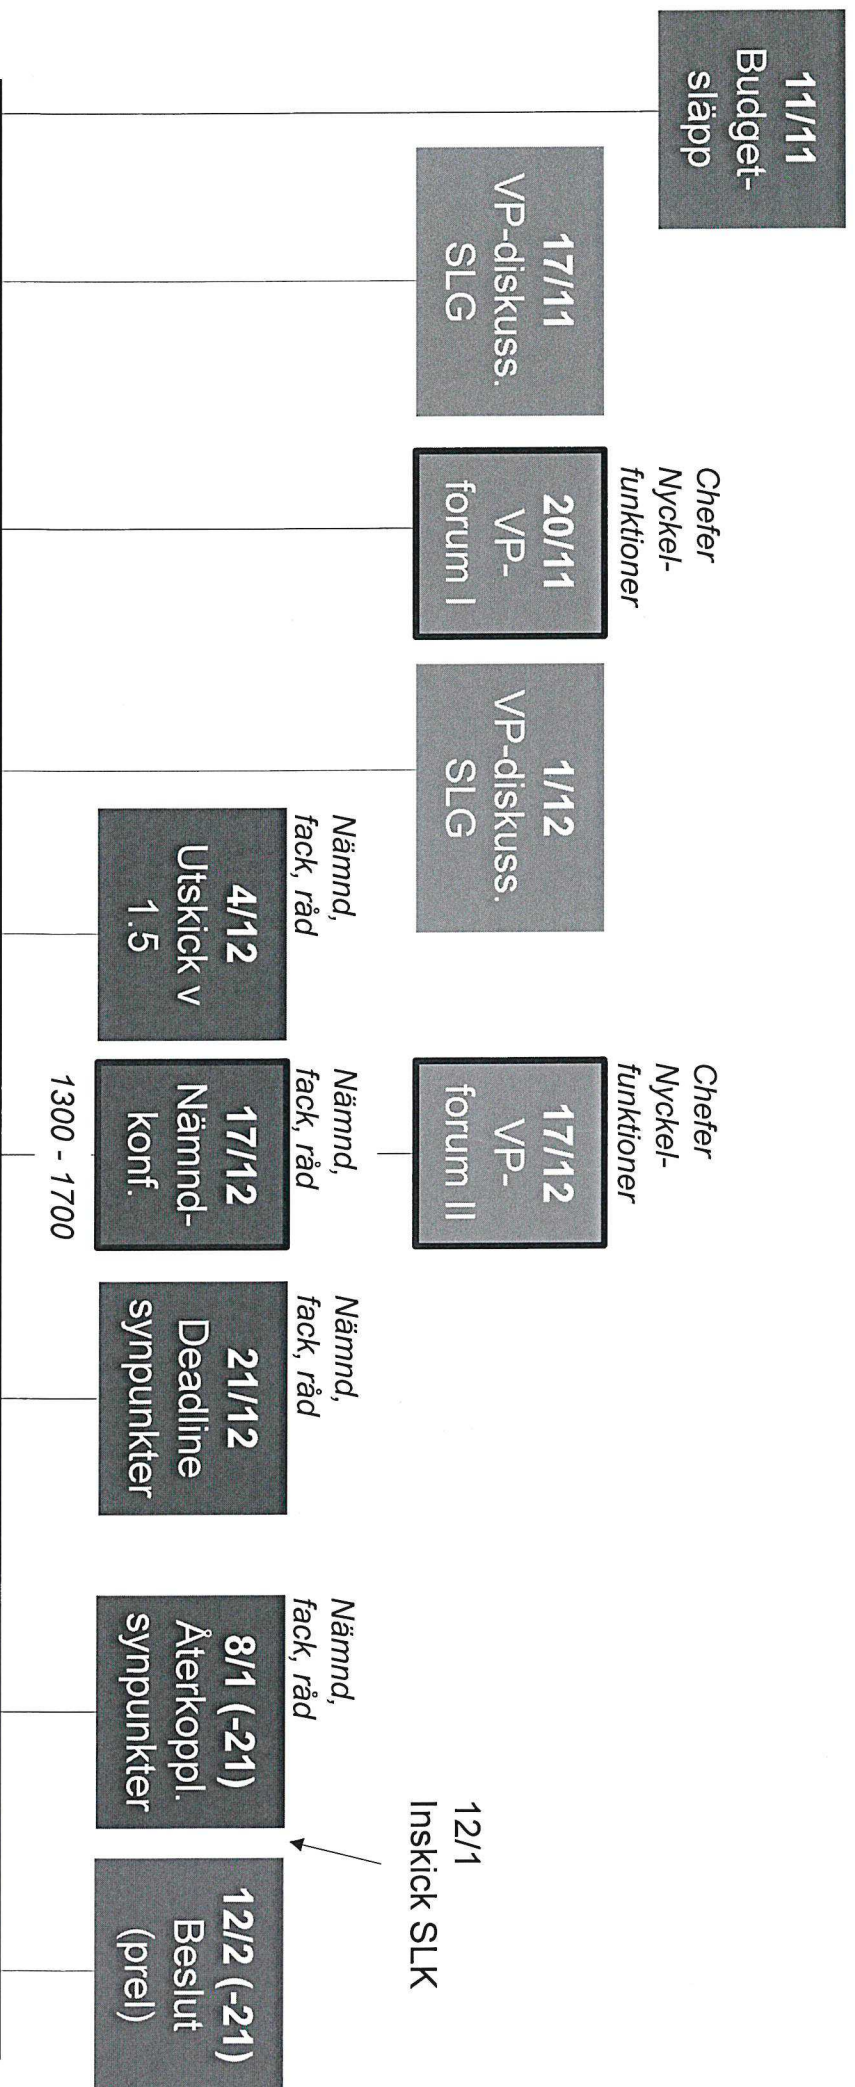 11/11
Budget-
släpp
17/11
VP-diskuss.
SLG
Chefer
Nyckel-
funktioner
20/11
VP-
forum I
1/12
VP-diskuss.
SLG
Nämnd,
fack, råd
4/12
Utskick v
1.5
Chefer
Nyckel-
funktioner
17/12
VP-
forum II
Nämnd,
fack, råd
17/12
Nämnd-
konf.
1300 - 1700
Nämnd,
fack, råd
21/12
Deadline
synpunkter
Nämnd,
fack, råd
8/1 (-21)
Återkoppl.
synpunkter
12/1
Inskick SLK
12/2 (-21)
Beslut
(prel)